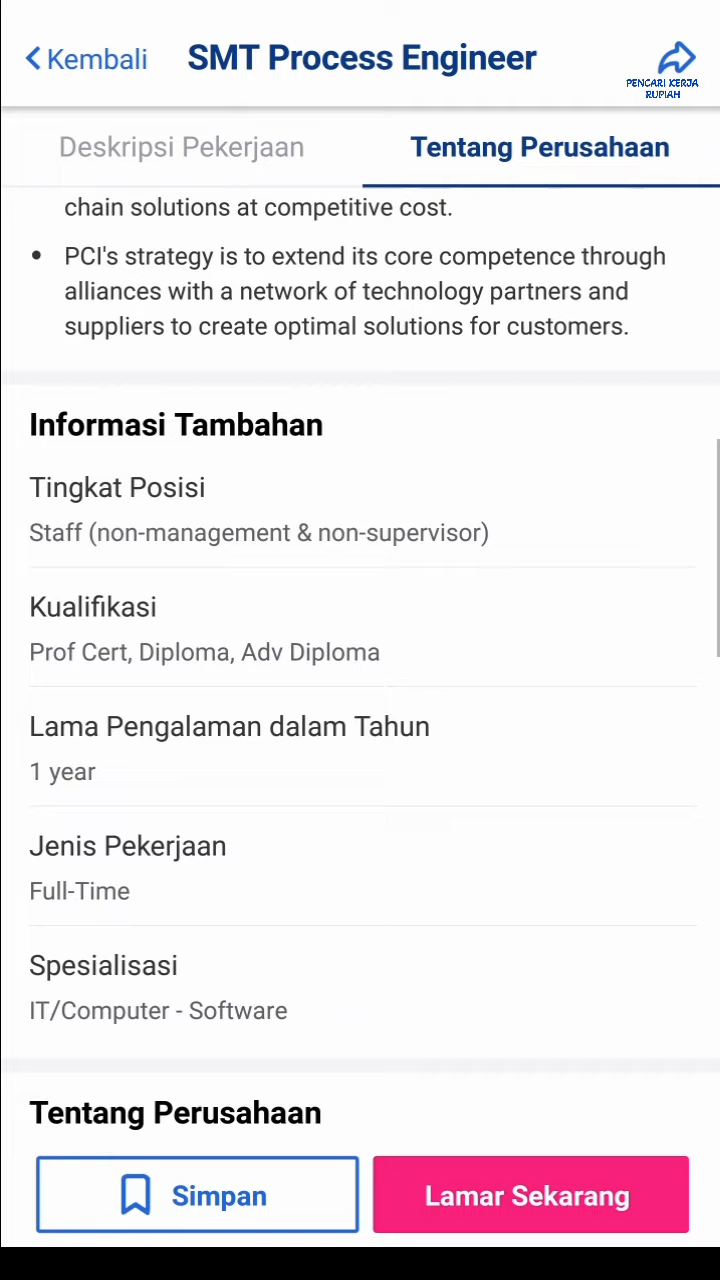 Kembali
SMT Process Engineer
PENCARI KERJA
RUPIAH
Deskripsi Pekerjaan
Tentang Perusahaan
chain solutions at competitive cost.
• PCI's strategy is to extend its core competence through
alliances with a network of technology partners and
suppliers to create optimal solutions for customers.
Informasi Tambahan
Tingkat Posisi
Staff (non-management & non-supervisor)
Kualifikasi
Prof Cert, Diploma, Adv Diploma
Lama Pengalaman dalam Tahun
1 year
Jenis Pekerjaan
Full-Time
Spesialisasi
IT/Computer - Software
Tentang Perusahaan
Simpan
Lamar Sekarang